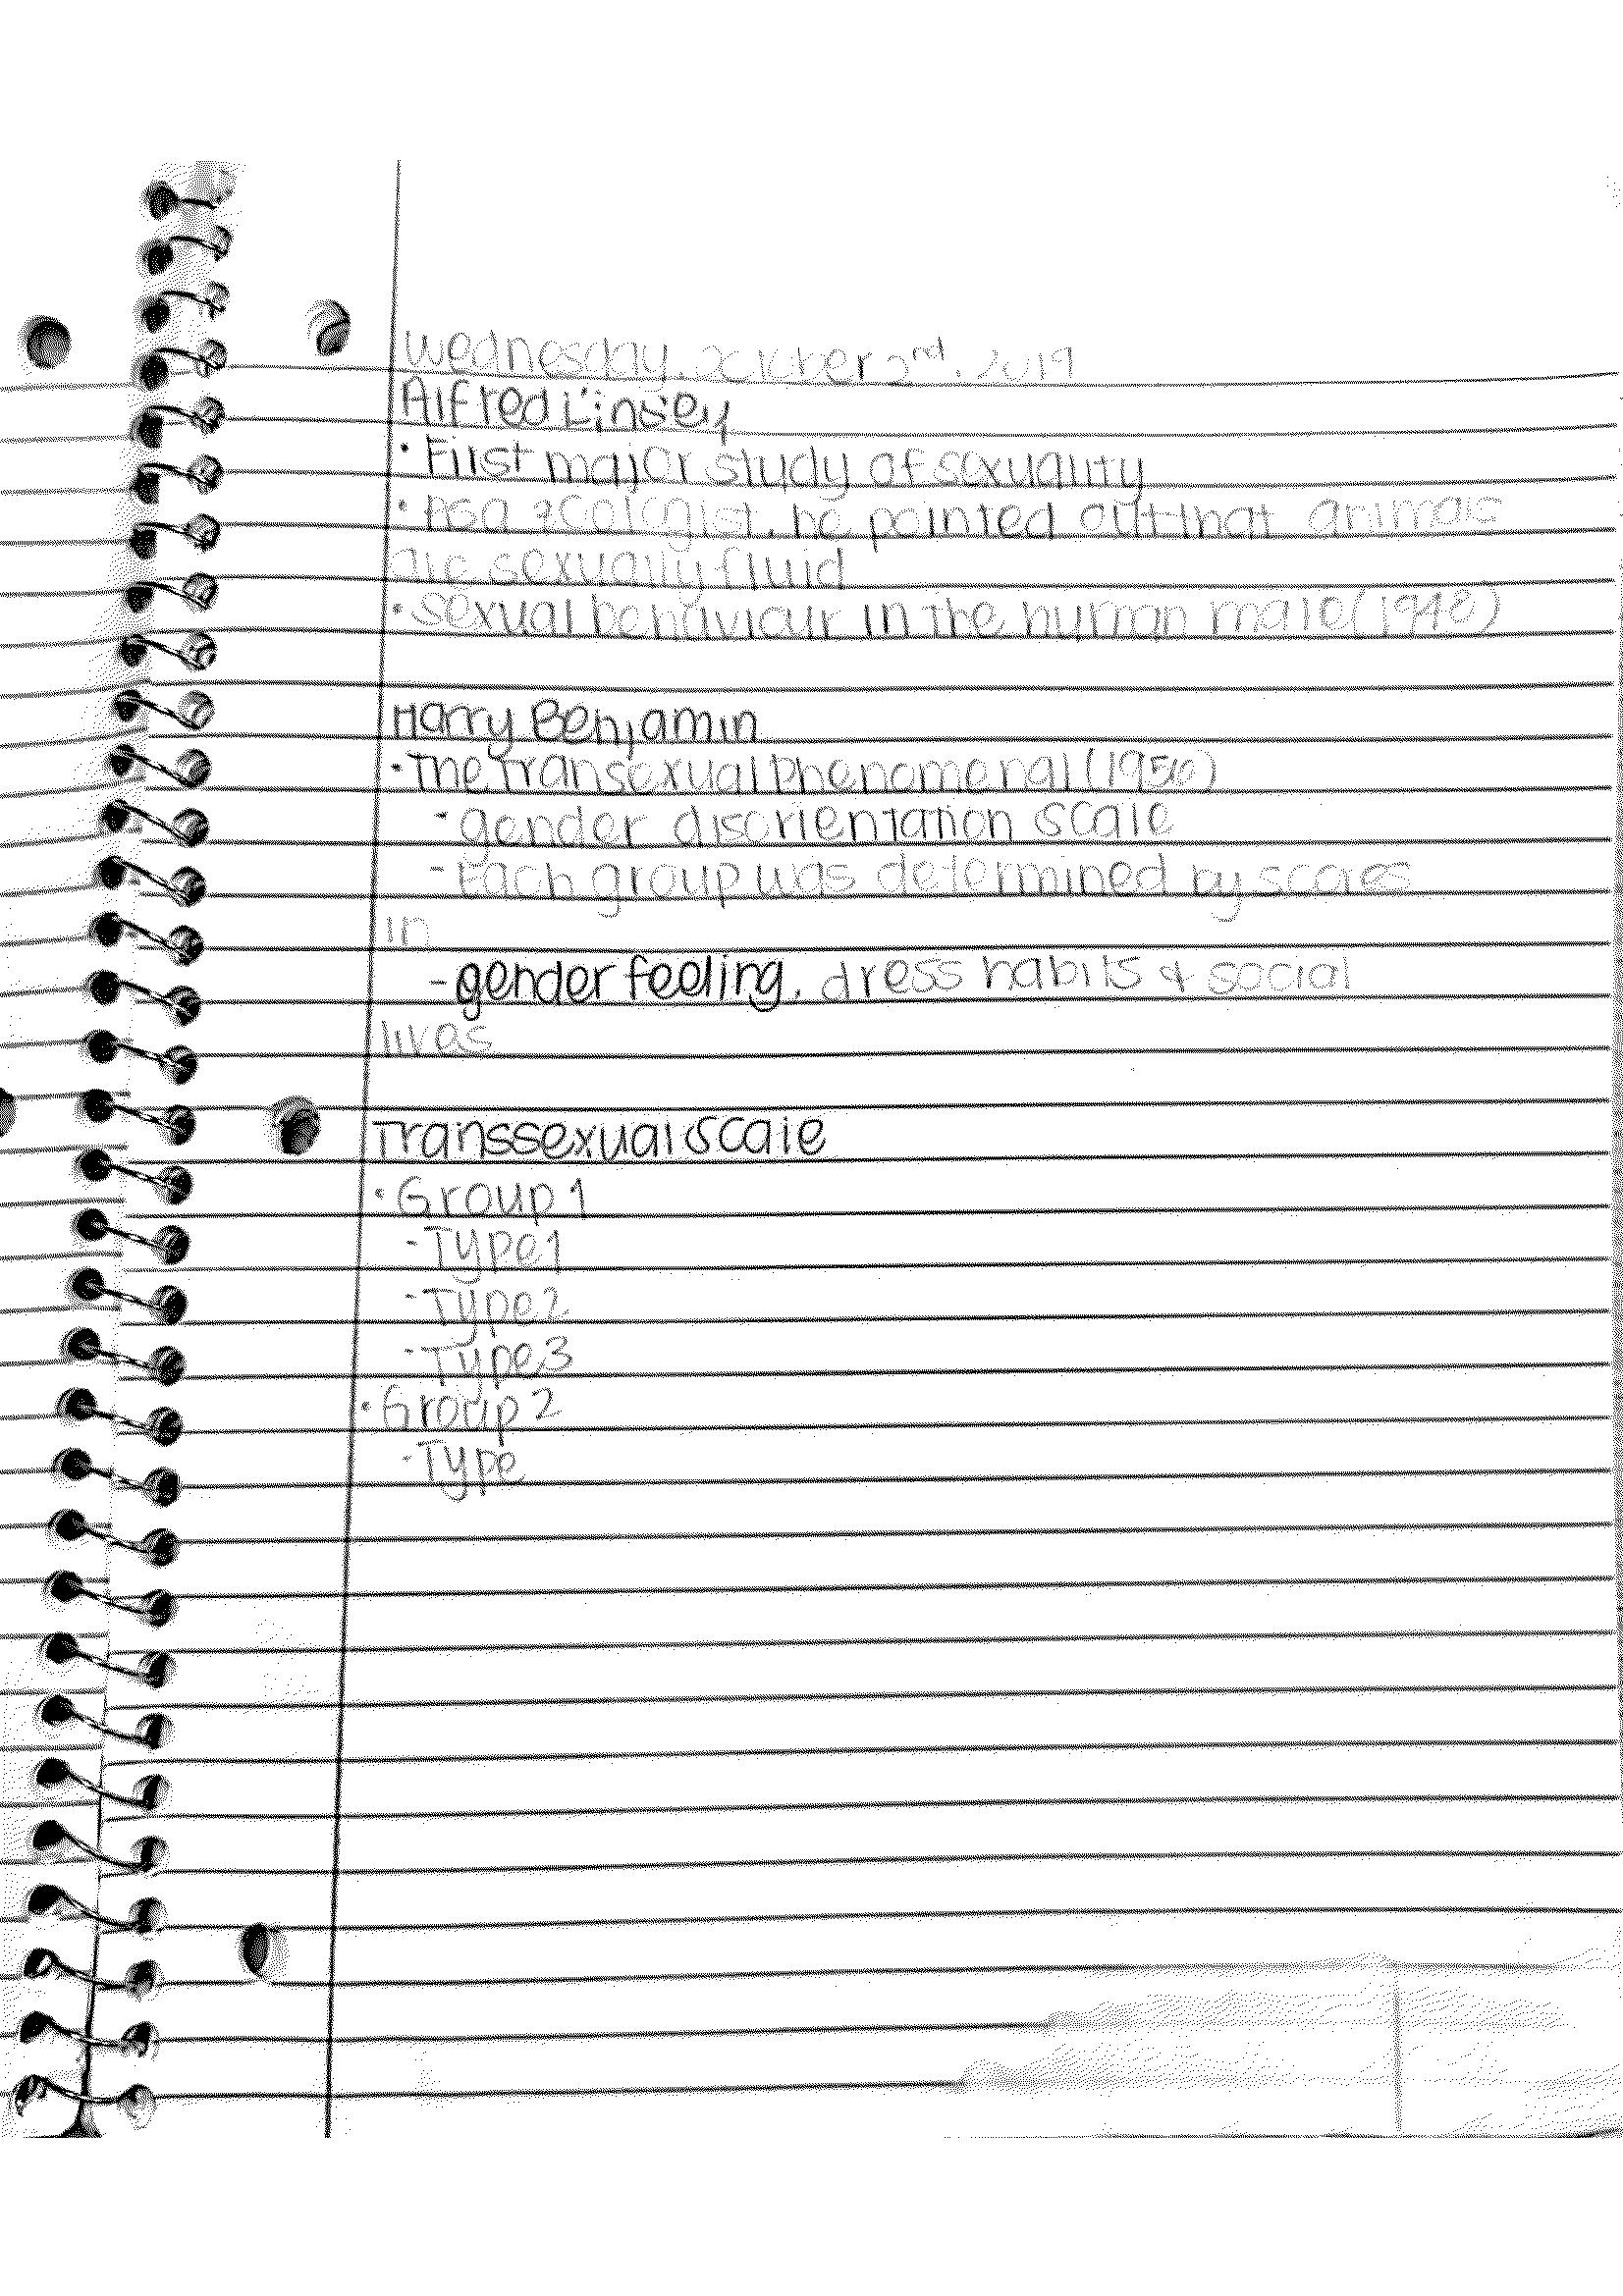 Wednesday, October 2nd, 2019
Alfred Linsey
• First major study of sexuality
• As a zoologist, he pointed out that animals
are sexually fluid
• sexual behaviour in the human male (1948)
Harry Benjamin
• The Transexual Phenomenal (1956)
- gender disorientation scale
- Each group was determined by scores
in
- gender feeling, dress habits & social
lives
Transsexual Scale
• Group 1
- Type 1
- Type 2
- Type 3
• Group 2
- Type